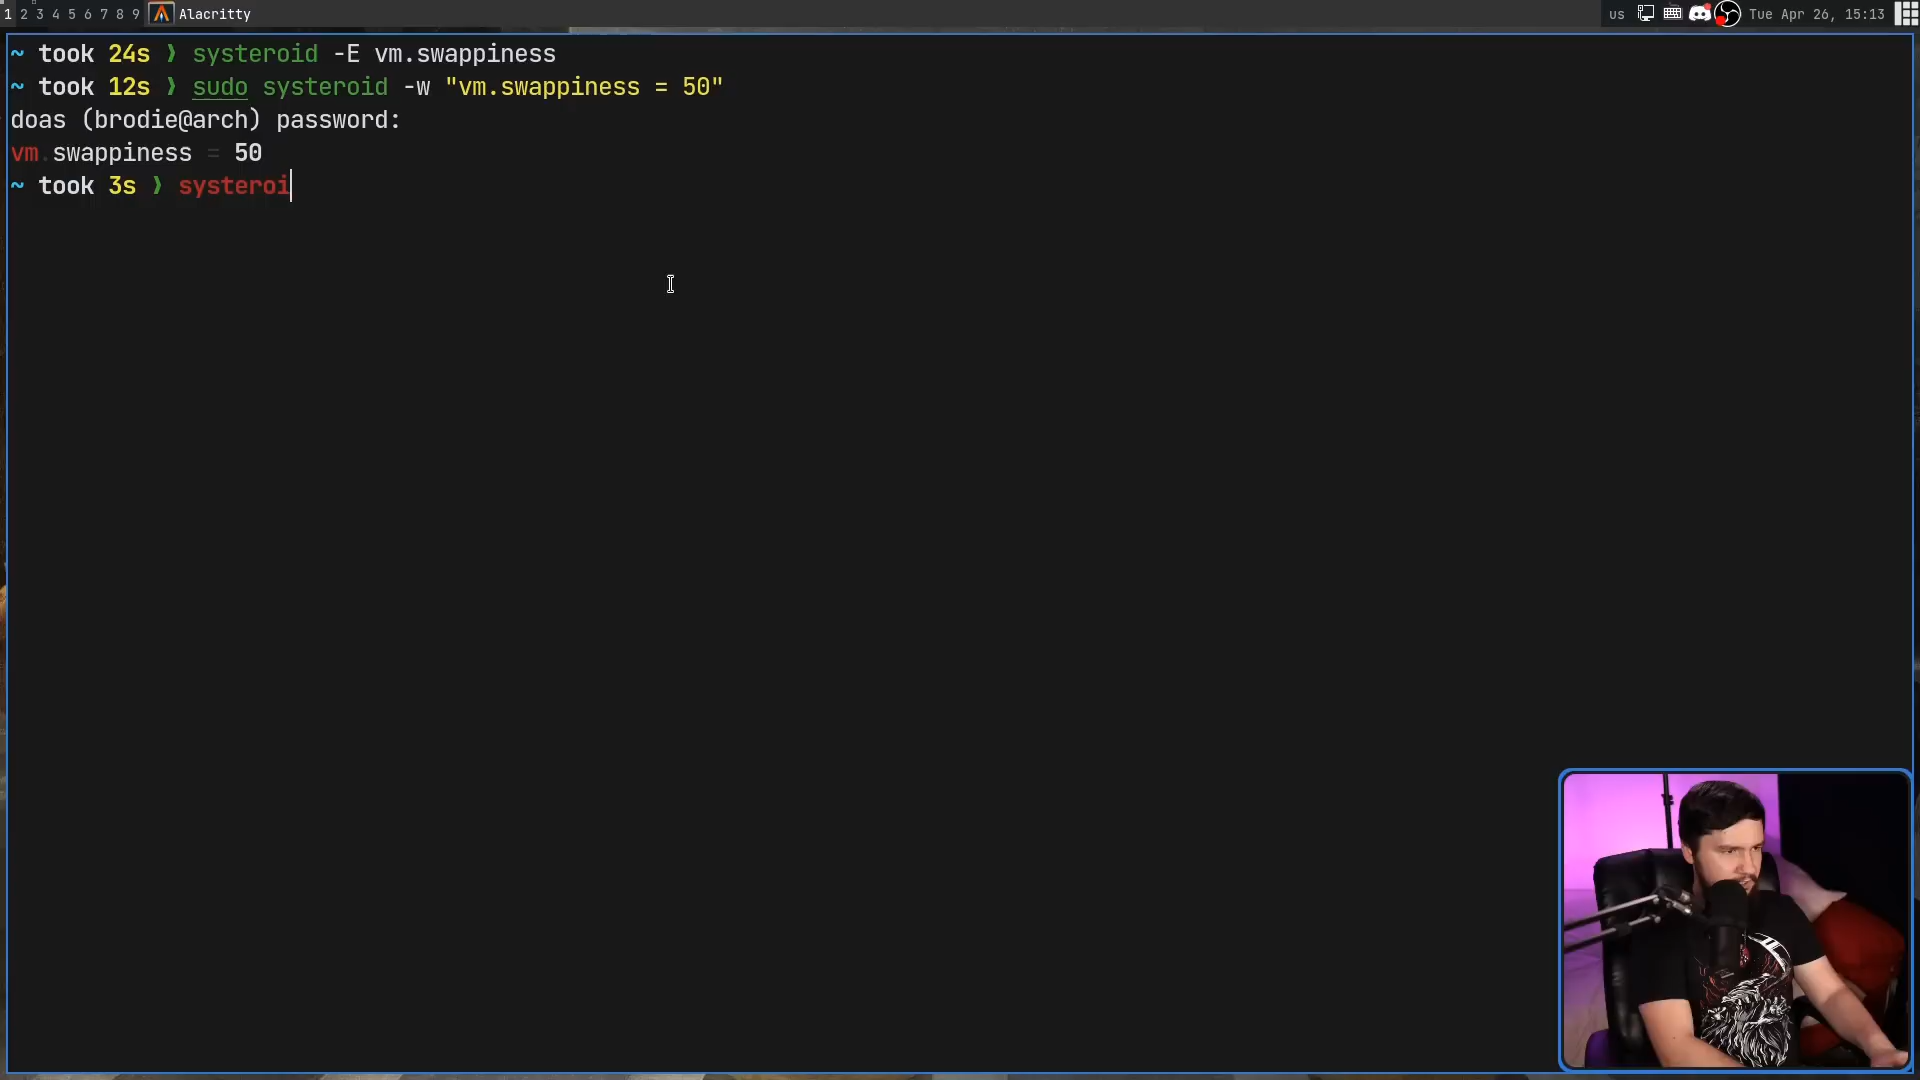 1 2 3 4 5 6 7 8 9 Alacritty us Tue Apr 26, 15:13
~ took 24s ❯ systeroid -E vm.swappiness
~ took 12s ❯ sudo systeroid -w "vm.swappiness = 50"
doas (brodie@arch) password:
vm.swappiness = 50
~ took 3s ❯ systeroi